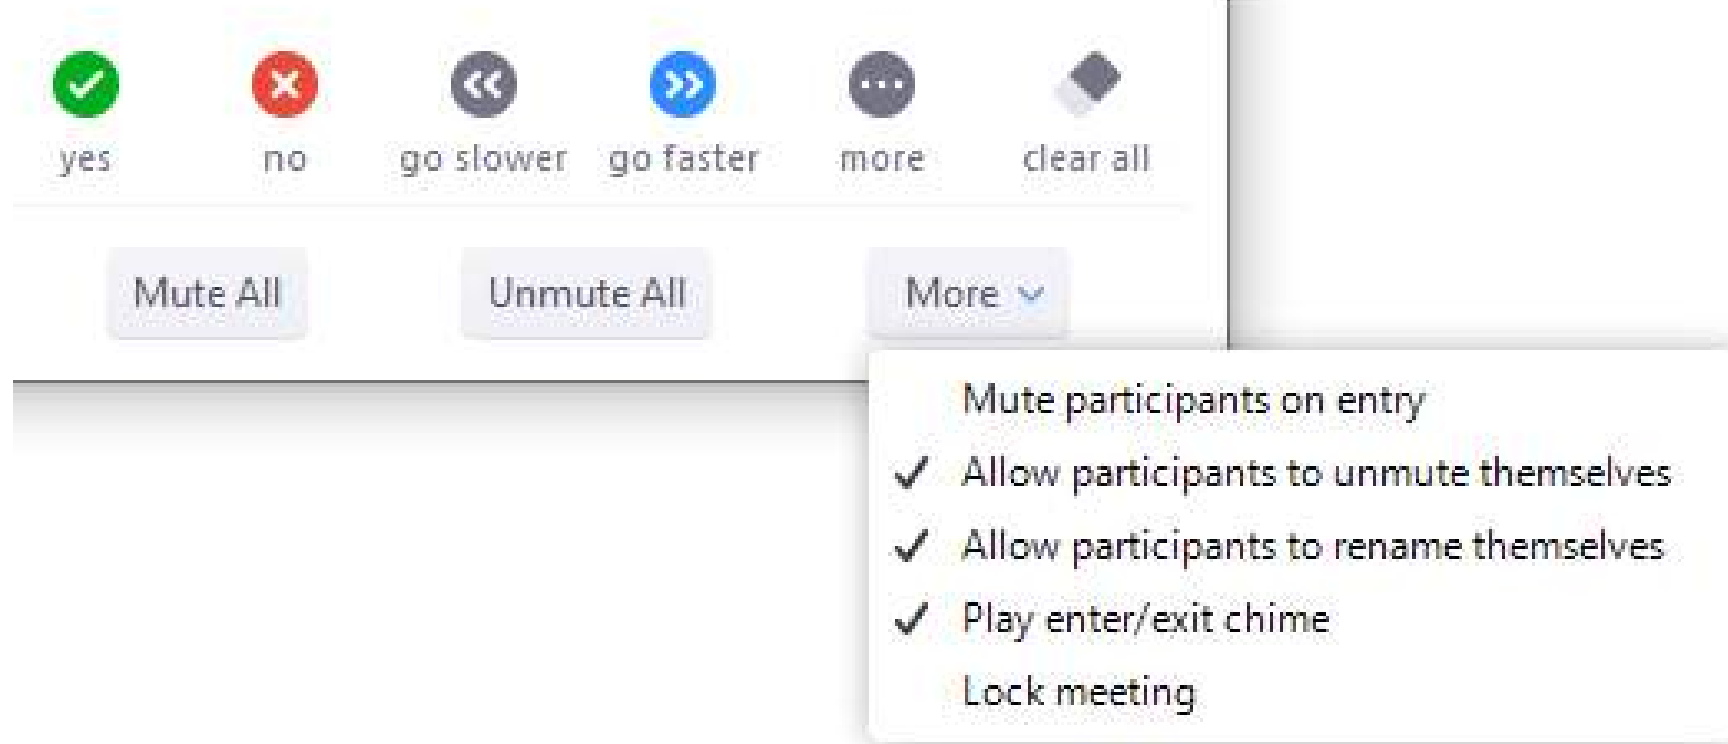 yes no go slower go faster more clear all
Mute All Unmute All More
Mute participants on entry
Allow participants to unmute themselves
Allow participants to rename themselves
Play enter/exit chime
Lock meeting